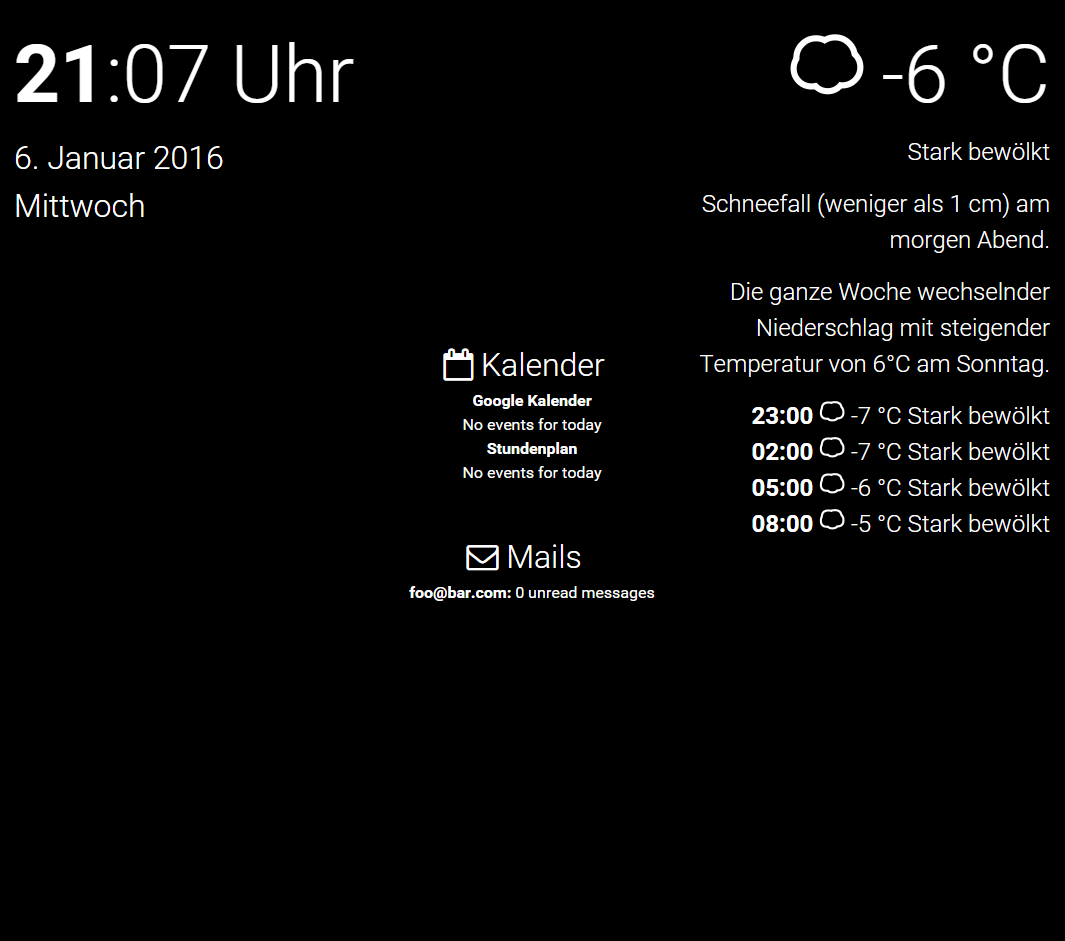 21:07 Uhr
6. Januar 2016
Mittwoch
-6 °C
Stark bewölkt
Schneefall (weniger als 1 cm) am
morgen Abend.
Die ganze Woche wechselnder
Niederschlag mit steigender
Temperatur von 6°C am Sonntag.
23:00 -7 °C Stark bewölkt
02:00 -7 °C Stark bewölkt
05:00 -6 °C Stark bewölkt
08:00 -5 °C Stark bewölkt
Kalender
Google Kalender
No events for today
Stundenplan
No events for today
Mails
foo@bar.com: 0 unread messages